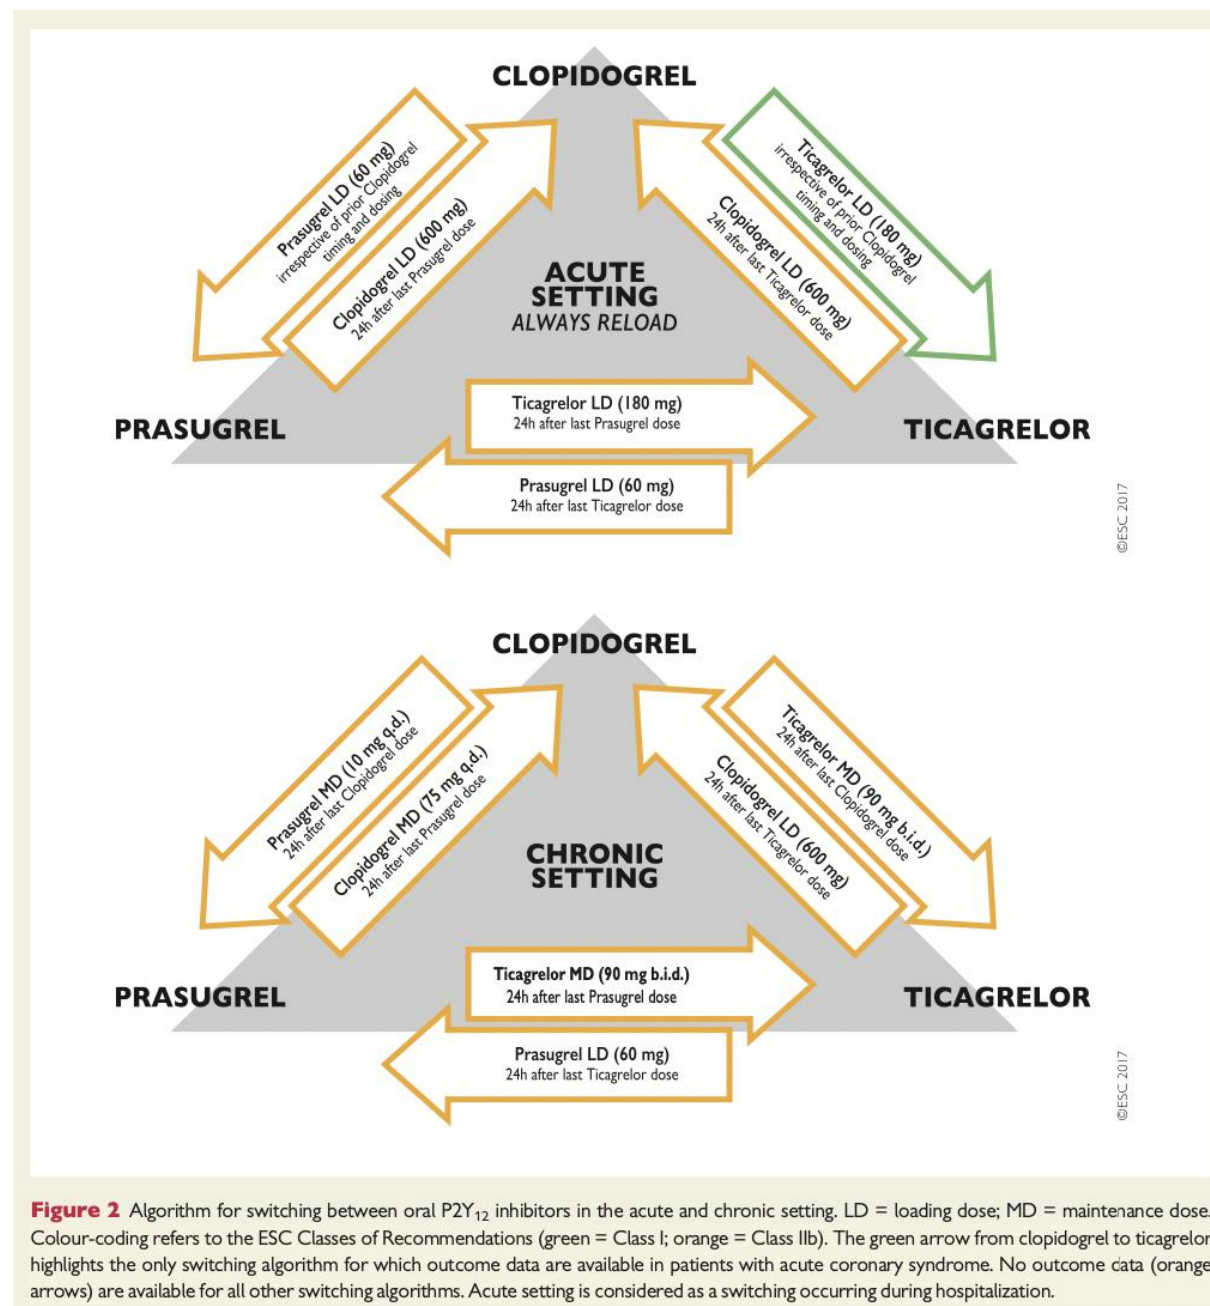 CLOPIDOGREL
Prasugrel LD (60 mg)
irrespective of prior Clopidogrel
timing and dosing
Clopidogrel LD (600 mg)
24h after last Prasugrel dose
Ticagrelor LD (180 mg)
irrespective of prior Clopidogrel
timing and dosing
Clopidogrel LD (600 mg)
24h after last Ticagrelor dose
ACUTE
SETTING
ALWAYS RELOAD
PRASUGREL
Ticagrelor LD (180 mg)
24h after last Prasugrel dose
TICAGRELOR
Prasugrel LD (60 mg)
24h after last Ticagrelor dose
©ESC 2017
CLOPIDOGREL
Prasugrel MD (10 mg q.d.)
24h after last Clopidogrel dose
Clopidogrel MD (75 mg q.d.)
24h after last Prasugrel dose
Ticagrelor MD (90 mg b.i.d.)
24h after last Clopidogrel dose
Clopidogrel LD (600 mg)
24h after last Ticagrelor dose
CHRONIC
SETTING
PRASUGREL
Ticagrelor MD (90 mg b.i.d.)
24h after last Prasugrel dose
TICAGRELOR
Prasugrel LD (60 mg)
24h after last Ticagrelor dose
©ESC 2017
Figure 2 Algorithm for switching between oral P2Y12 inhibitors in the acute and chronic setting. LD = loading dose; MD = maintenance dose.
Colour-coding refers to the ESC Classes of Recommendations (green = Class I; orange = Class IIb). The green arrow from clopidogrel to ticagrelor
highlights the only switching algorithm for which outcome data are available in patients with acute coronary syndrome. No outcome data (orange
arrows) are available for all other switching algorithms. Acute setting is considered as a switching occurring during hospitalization.